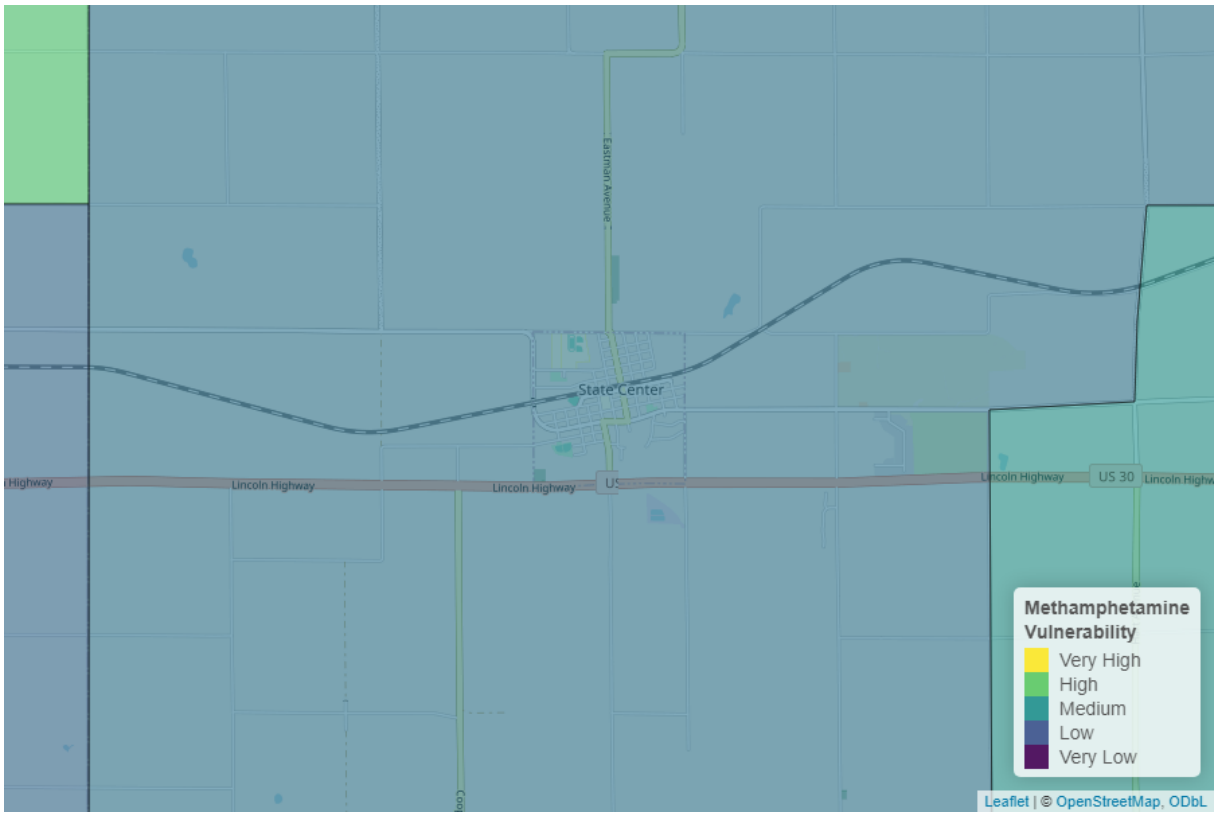 Eastman Avenue
State Center
Highway
Lincoln Highway
Lincoln Highway
US
Lincoln Highway
US 30
Lincoln Highw
Coop
Methamphetamine
Vulnerability
Very High
High
Medium
Low
Very Low
Leaflet | © OpenStreetMap, ODbL